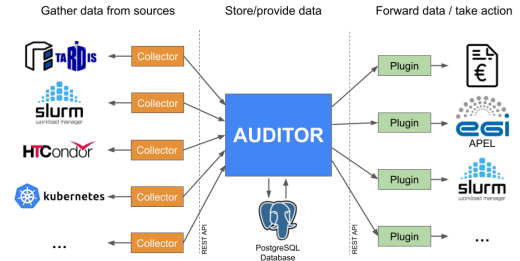 Gather data from sources
Store/provide data
Forward data / take action
TARDIS
Collector
Plugin
slurm
workload manager
Collector
Plugin
egi
APEL
HTCondor
Collector
AUDITOR
kubernetes
Collector
Plugin
slurm
workload manager
...
Collector
REST API
PostgreSQL
Database
REST API
Plugin
...